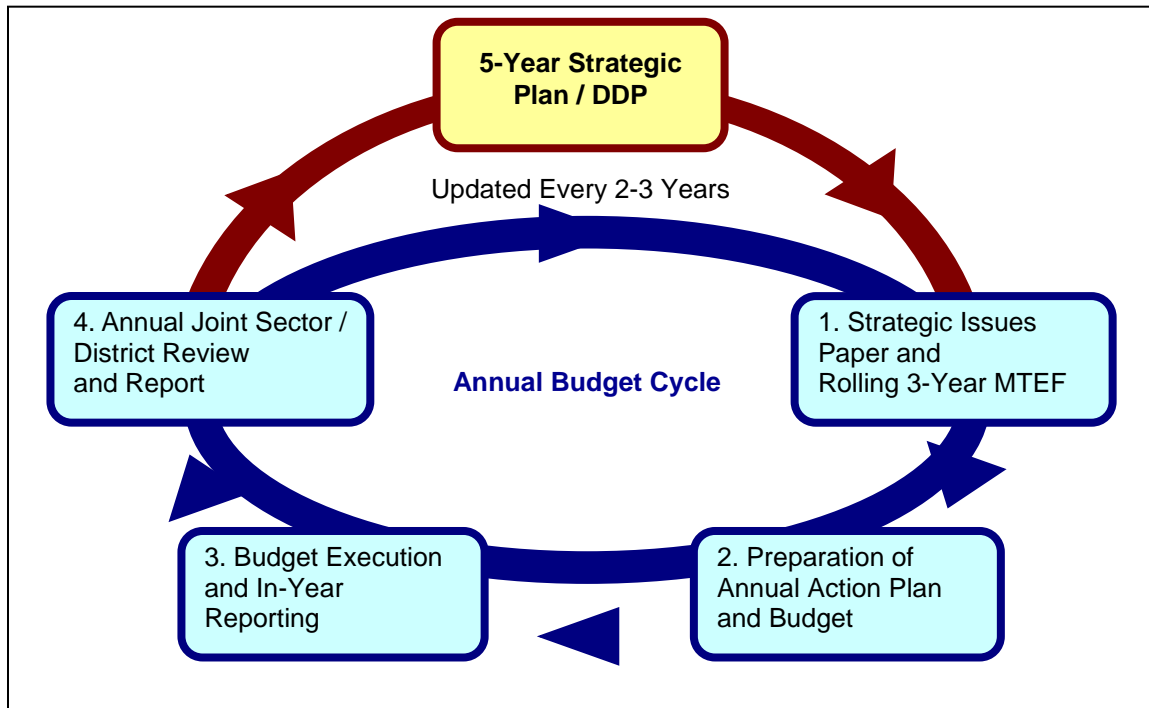 5-Year Strategic
Plan / DDP
Updated Every 2-3 Years
4. Annual Joint Sector /
District Review
and Report
Annual Budget Cycle
1. Strategic Issues
Paper and
Rolling 3-Year MTEF
3. Budget Execution
and In-Year
Reporting
2. Preparation of
Annual Action Plan
and Budget